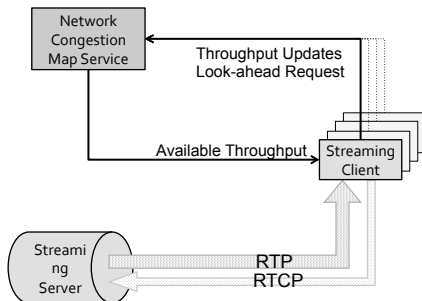 Network
Congestion
Map Service
Throughput Updates
Look-ahead Request
Available Throughput
Streaming
Client
Streami
ng
Server
RTP
RTCP